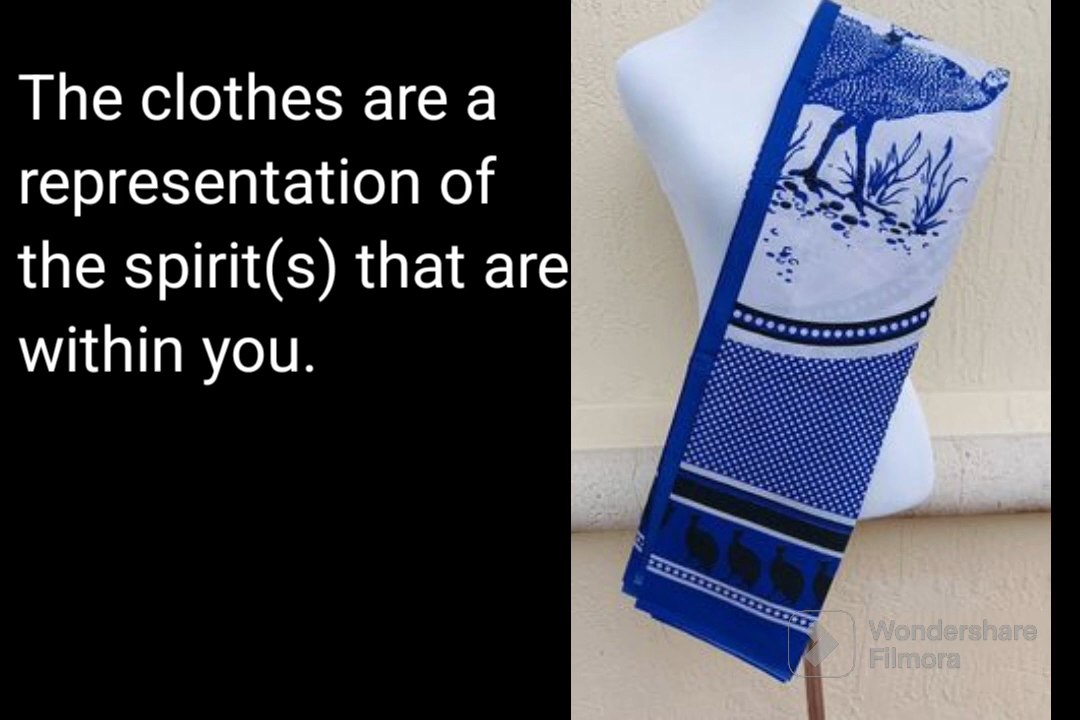 The clothes are a
representation of
the spirit(s) that are
within you.
Wondershare
Filmora